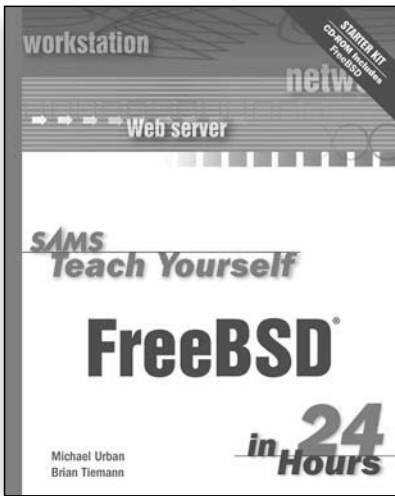 workstation
STARTER KIT
CD-ROM Includes
FreeBSD
Web server
SAMS
Teach Yourself
FreeBSD®
in 24
Hours
Michael Urban
Brian Tiemann